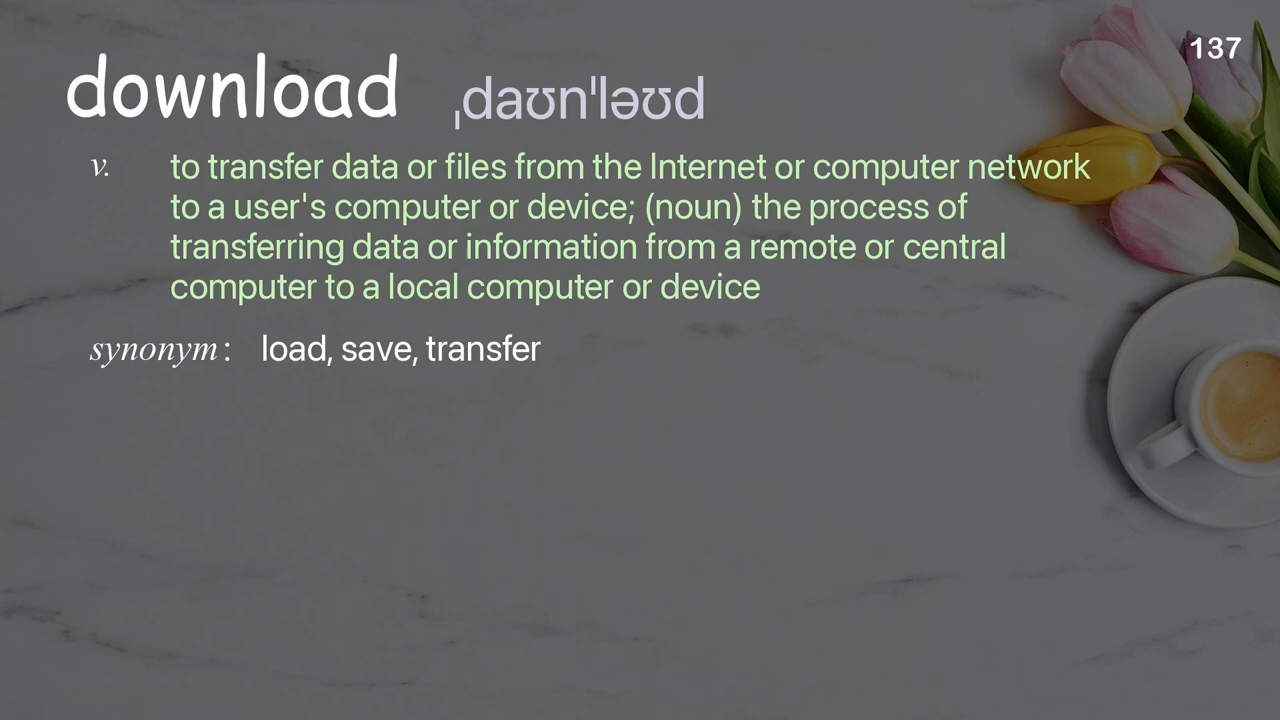 137
download ˌdaʊnˈləʊd
v. to transfer data or files from the Internet or computer network
to a user's computer or device; (noun) the process of
transferring data or information from a remote or central
computer to a local computer or device
synonym: load, save, transfer